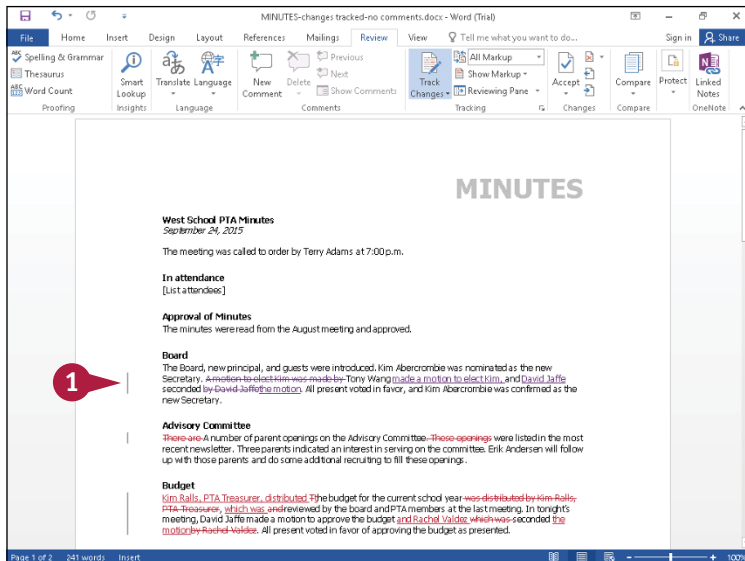 MINUTES-changes tracked-no comments.docx - Word (Trial)
File Home Insert Design Layout References Mailings Review View Tell me what you want to do... Sign in Share
ABC Spelling & Grammar
Thesaurus
ABC 123 Word Count
Proofing
Smart Lookup
Insights
Translate Language
Language
New Comment
Delete
Previous
Next
Show Comments
Comments
Track Changes
All Markup
Show Markup
Reviewing Pane
Tracking
Accept
Changes
Compare
Compare
Protect
Linked Notes
OneNote
MINUTES
West School PTA Minutes
September 24, 2015
The meeting was called to order by Terry Adams at 7:00 p.m.
In attendance
[List attendees]
Approval of Minutes
The minutes were read from the August meeting and approved.
Board
The Board, new principal, and guests were introduced. Kim Abercrombie was nominated as the new
1
Secretary. A motion to elect Kim was made by Tony Wang made a motion to elect Kim, and David Jaffe
seconded by David Jaffethe motion. All present voted in favor, and Kim Abercrombie was confirmed as the
new Secretary.
Advisory Committee
There are A number of parent openings on the Advisory Committee. These openings were listed in the most
recent newsletter. Three parents indicated an interest in serving on the committee. Erik Andersen will follow
up with those parents and do some additional recruiting to fill these openings.
Budget
Kim Ralls, PTA Treasurer, distributed Tthe budget for the current school year was distributed by Kim Ralls,
PTA Treasurer, which was and reviewed by the board and PTA members at the last meeting. In tonight's
meeting, David Jaffe made a motion to approve the budget and Rachel Valdez which was seconded the
motionby Rachel Valdez. All present voted in favor of approving the budget as presented.
Page 1 of 2 241 words Insert 100%